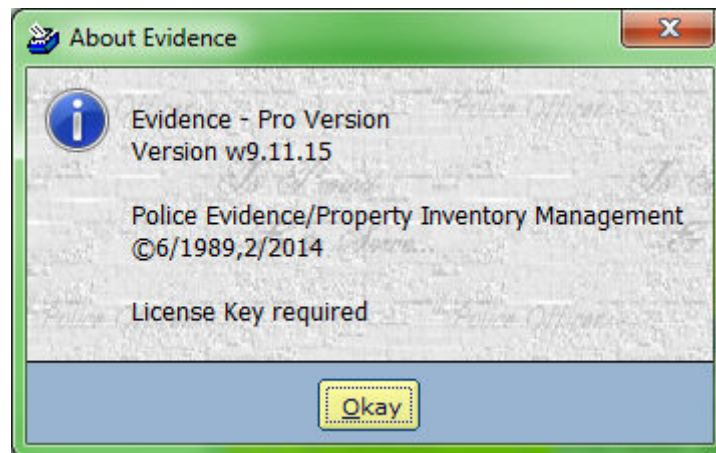 About Evidence
Evidence - Pro Version
Version w9.11.15
Police Evidence/Property Inventory Management
©6/1989,2/2014
License Key required
Okay